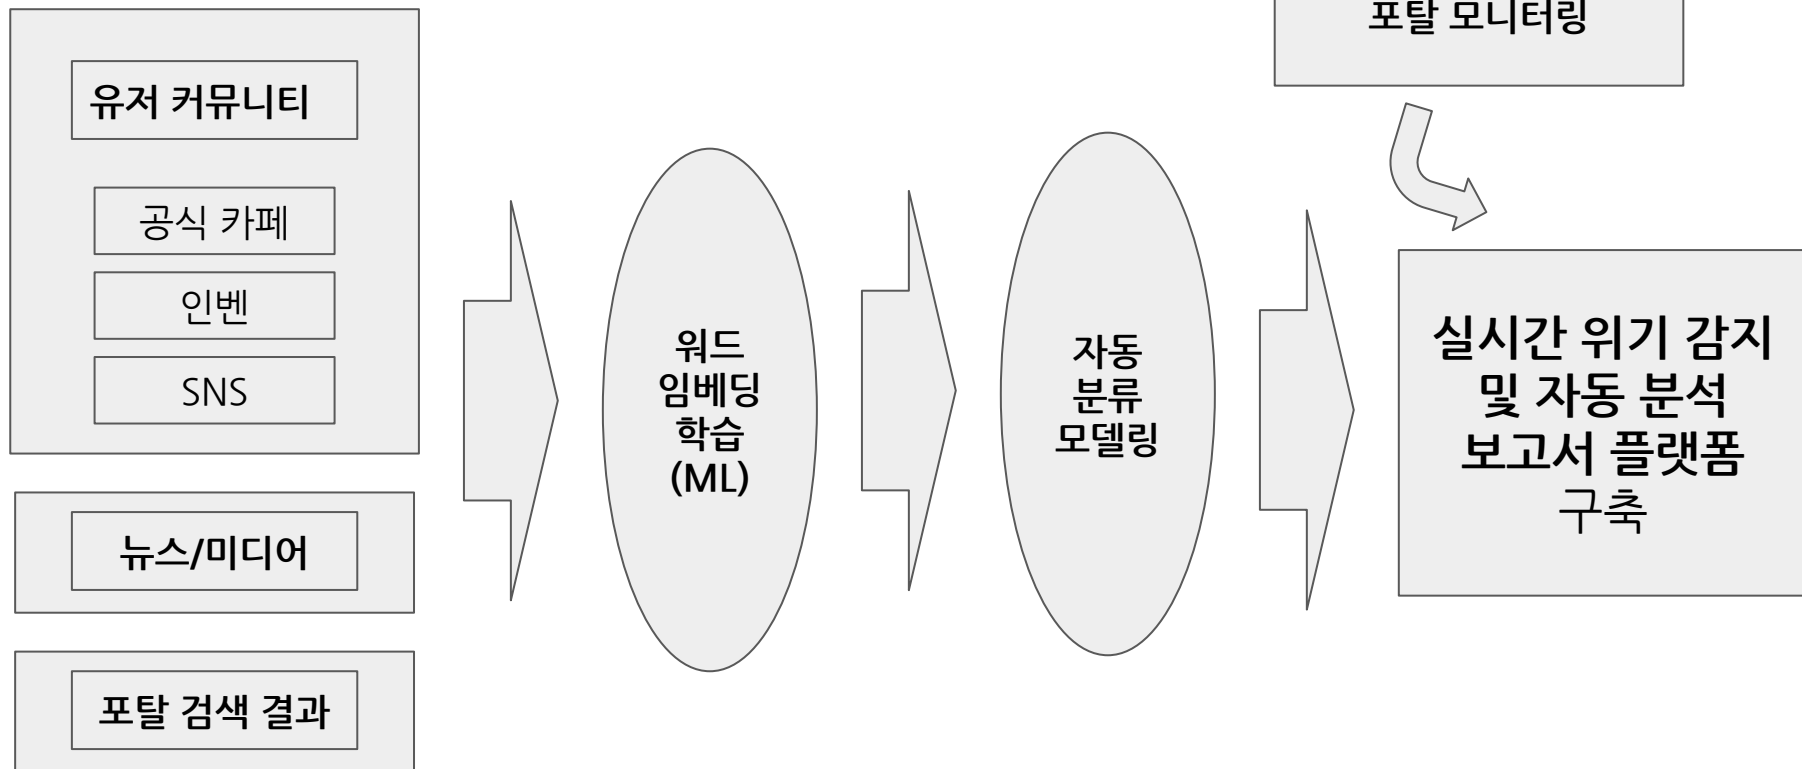 유저 커뮤니티
공식 카페
인벤
SNS
뉴스/미디어
포탈 검색 결과
워드
임베딩
학습
(ML)
자동
분류
모델링
포탈 모니터링
실시간 위기 감지
및 자동 분석
보고서 플랫폼
구축